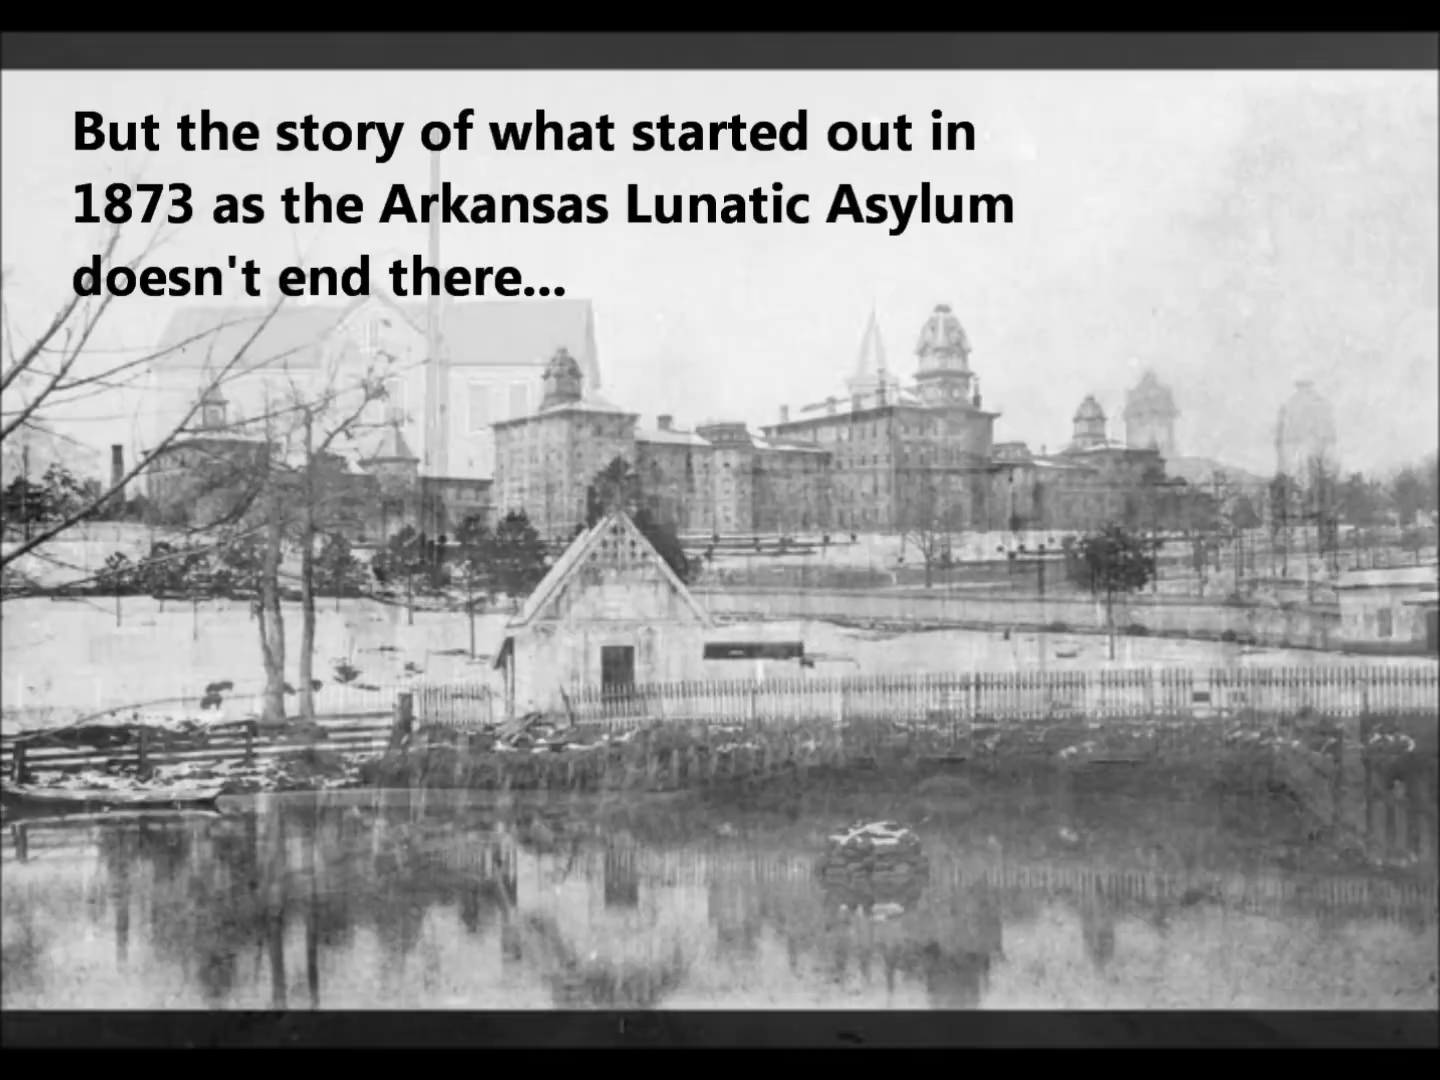 But the story of what started out in
1873 as the Arkansas Lunatic Asylum
doesn't end there...